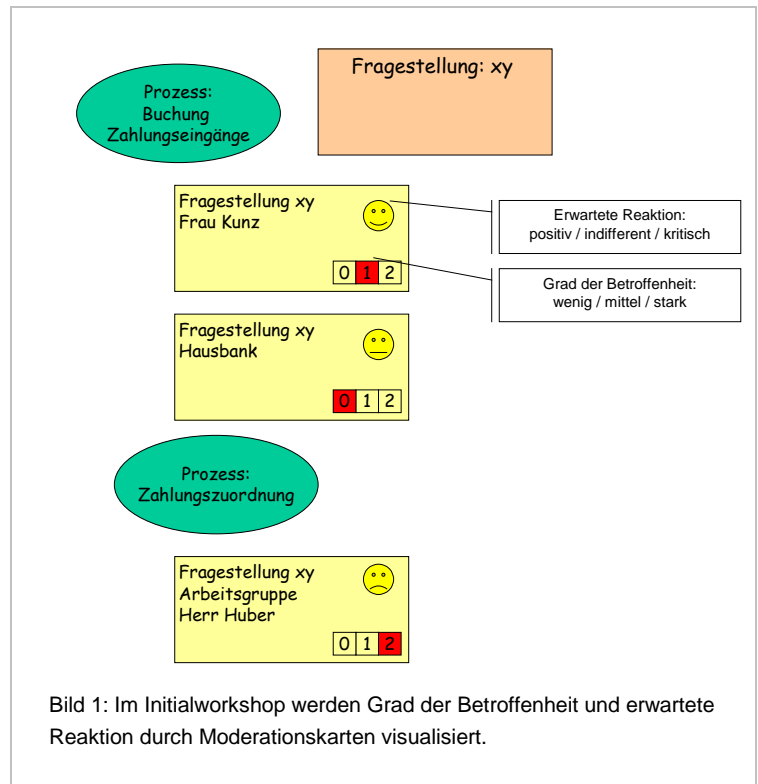 Fragestellung: xy
Prozess:
Buchung
Zahlungseingänge
Fragestellung xy
Frau Kunz
0 1 2
Erwartete Reaktion:
positiv / indifferent / kritisch
Grad der Betroffenheit:
wenig / mittel / stark
Fragestellung xy
Hausbank
0 1 2
Prozess:
Zahlungszuordnung
Fragestellung xy
Arbeitsgruppe
Herr Huber
0 1 2
Bild 1: Im Initialworkshop werden Grad der Betroffenheit und erwartete
Reaktion durch Moderationskarten visualisiert.